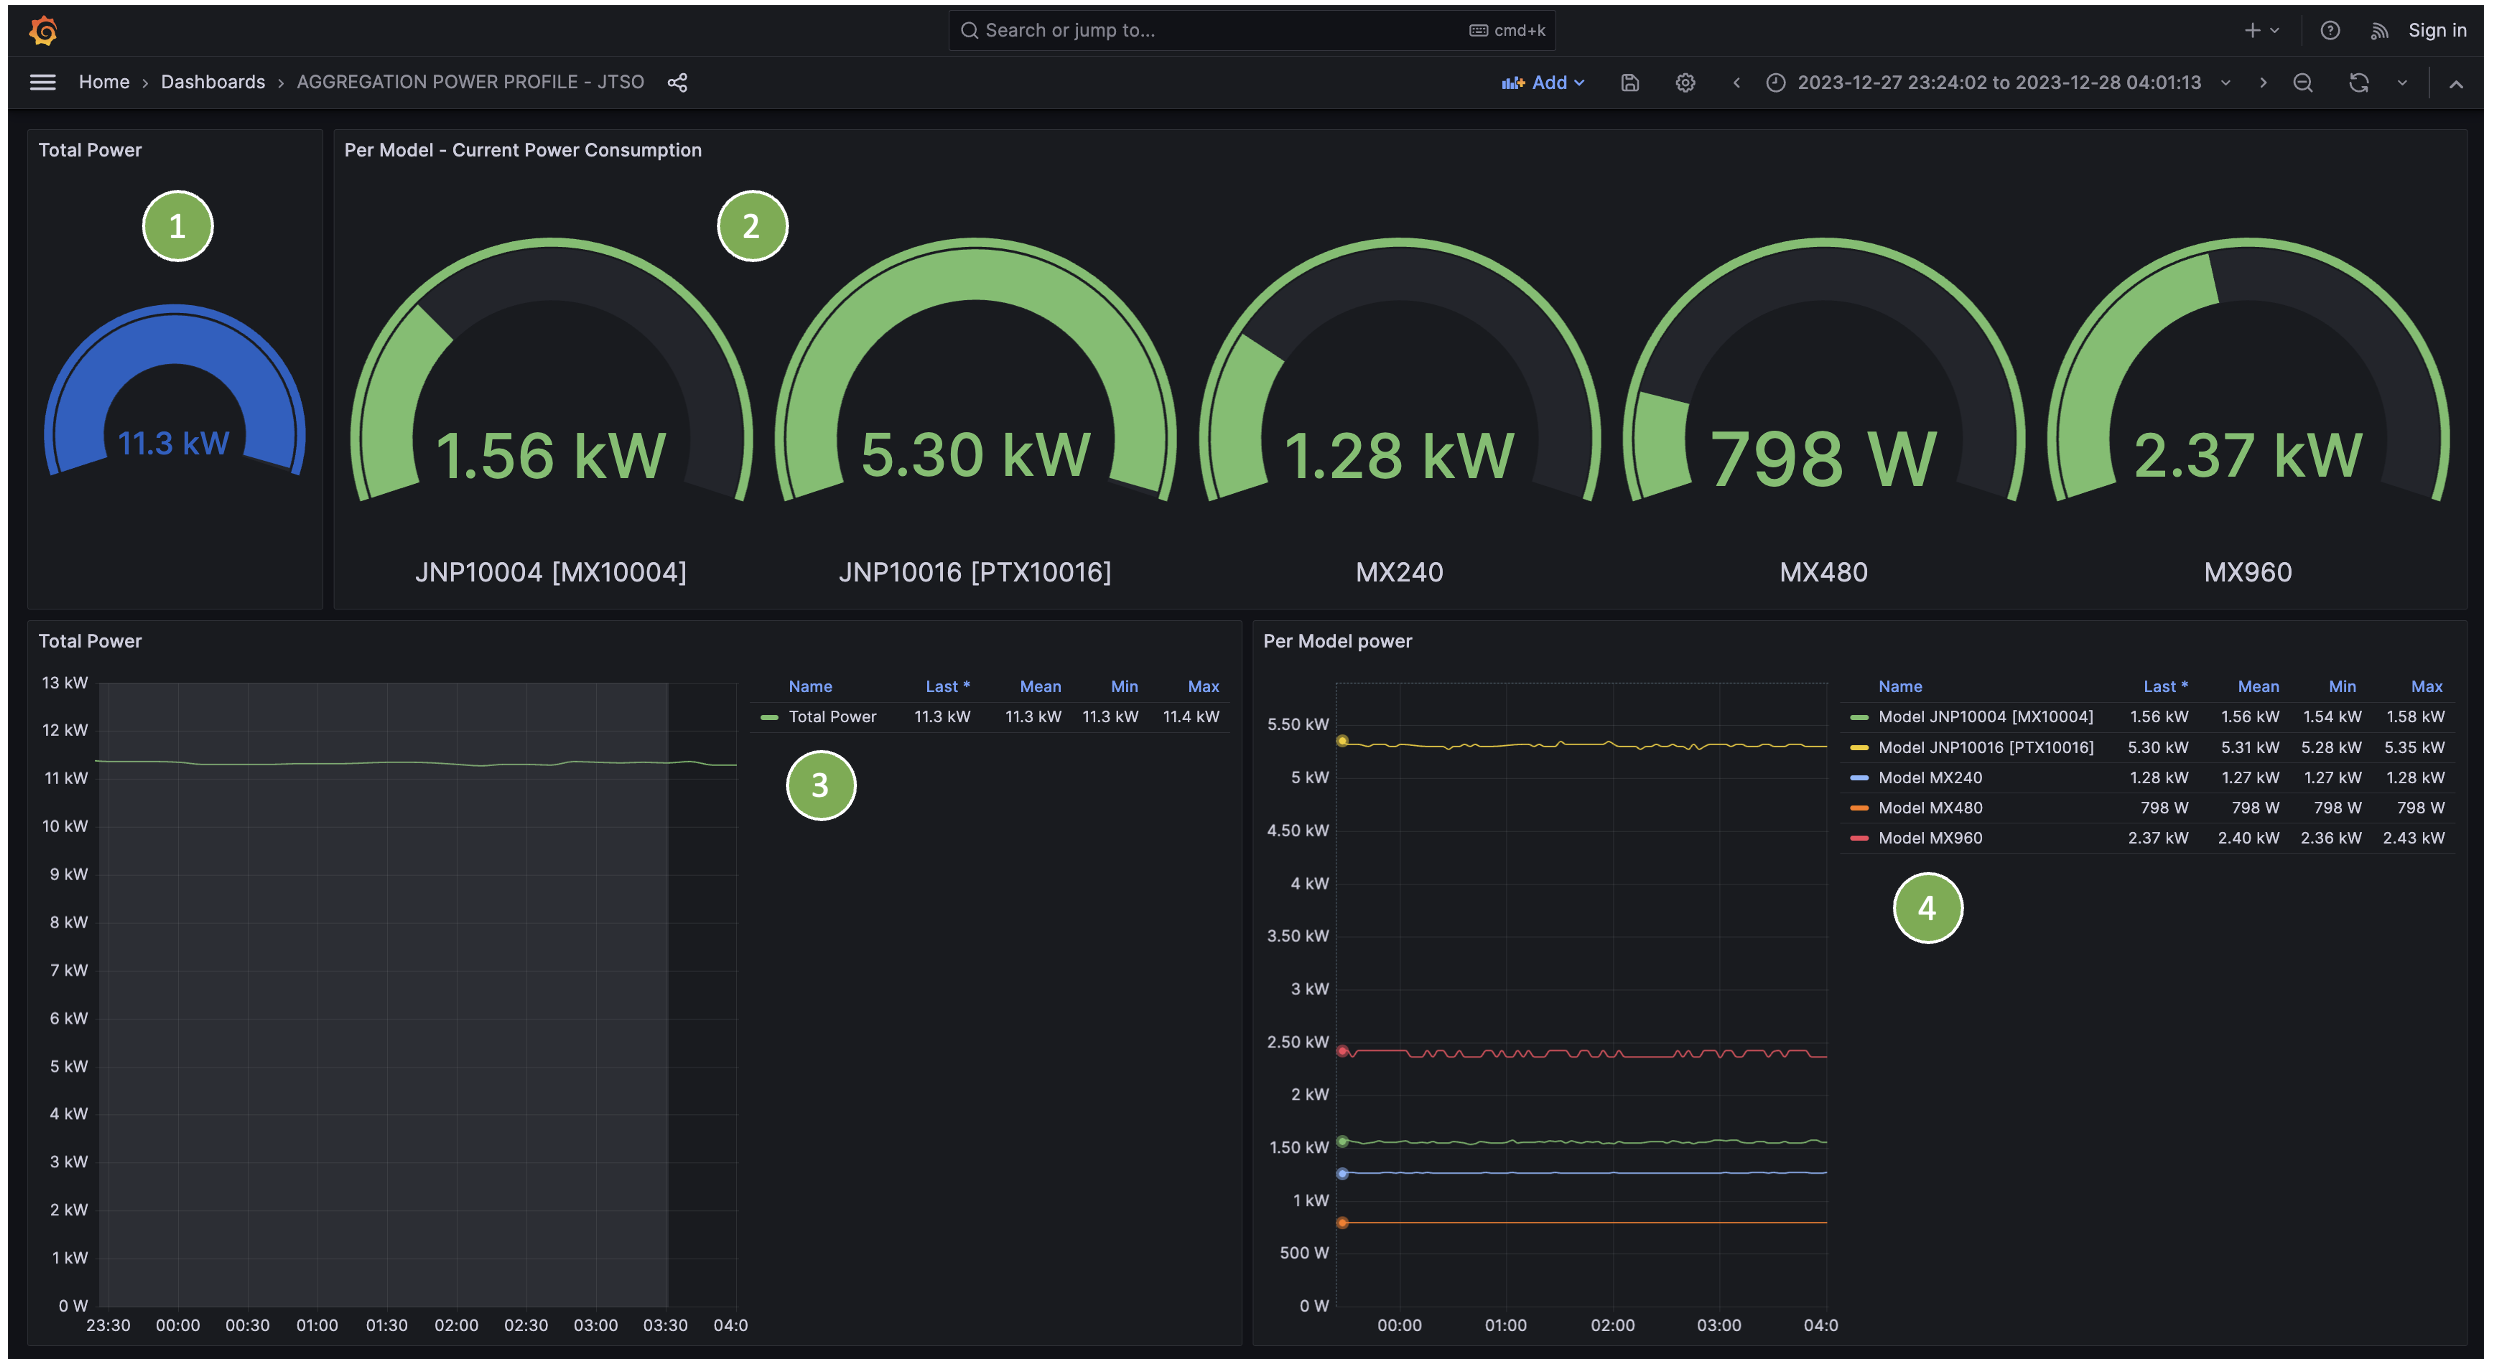 Search or jump to... cmd+k Sign in
Home › Dashboards › AGGREGATION POWER PROFILE - JTSO Add 2023-12-27 23:24:02 to 2023-12-28 04:01:13
Total Power
1
11.3 kW
Per Model - Current Power Consumption
2
1.56 kW 5.30 kW 1.28 kW 798 W 2.37 kW
JNP10004 [MX10004] JNP10016 [PTX10016] MX240 MX480 MX960
Total Power
13 kW
12 kW
11 kW
10 kW
9 kW
8 kW
7 kW
6 kW
5 kW
4 kW
3 kW
2 kW
1 kW
0 W
23:30 00:00 00:30 01:00 01:30 02:00 02:30 03:00 03:30 04:0
Name Last * Mean Min Max
Total Power 11.3 kW 11.3 kW 11.3 kW 11.4 kW
3
Per Model power
5.50 kW
5 kW
4.50 kW
4 kW
3.50 kW
3 kW
2.50 kW
2 kW
1.50 kW
1 kW
500 W
0 W
00:00 01:00 02:00 03:00 04:0
Name Last * Mean Min Max
Model JNP10004 [MX10004] 1.56 kW 1.56 kW 1.54 kW 1.58 kW
Model JNP10016 [PTX10016] 5.30 kW 5.31 kW 5.28 kW 5.35 kW
Model MX240 1.28 kW 1.27 kW 1.27 kW 1.28 kW
Model MX480 798 W 798 W 798 W 798 W
Model MX960 2.37 kW 2.40 kW 2.36 kW 2.43 kW
4